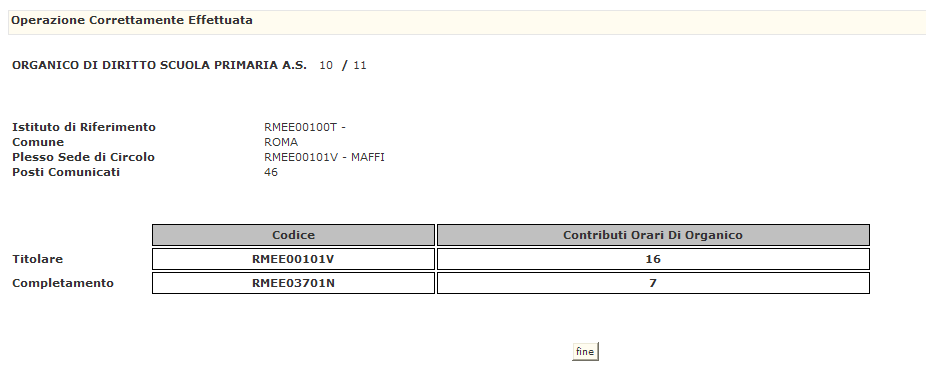 Operazione Correttamente Effettuata
ORGANICO DI DIRITTO SCUOLA PRIMARIA A.S. 10 / 11
Istituto di Riferimento RMEE00100T -
Comune ROMA
Plesso Sede di Circolo RMEE00101V - MAFFI
Posti Comunicati 46
Codice Contributi Orari Di Organico
Titolare RMEE00101V 16
Completamento RMEE03701N 7
fine